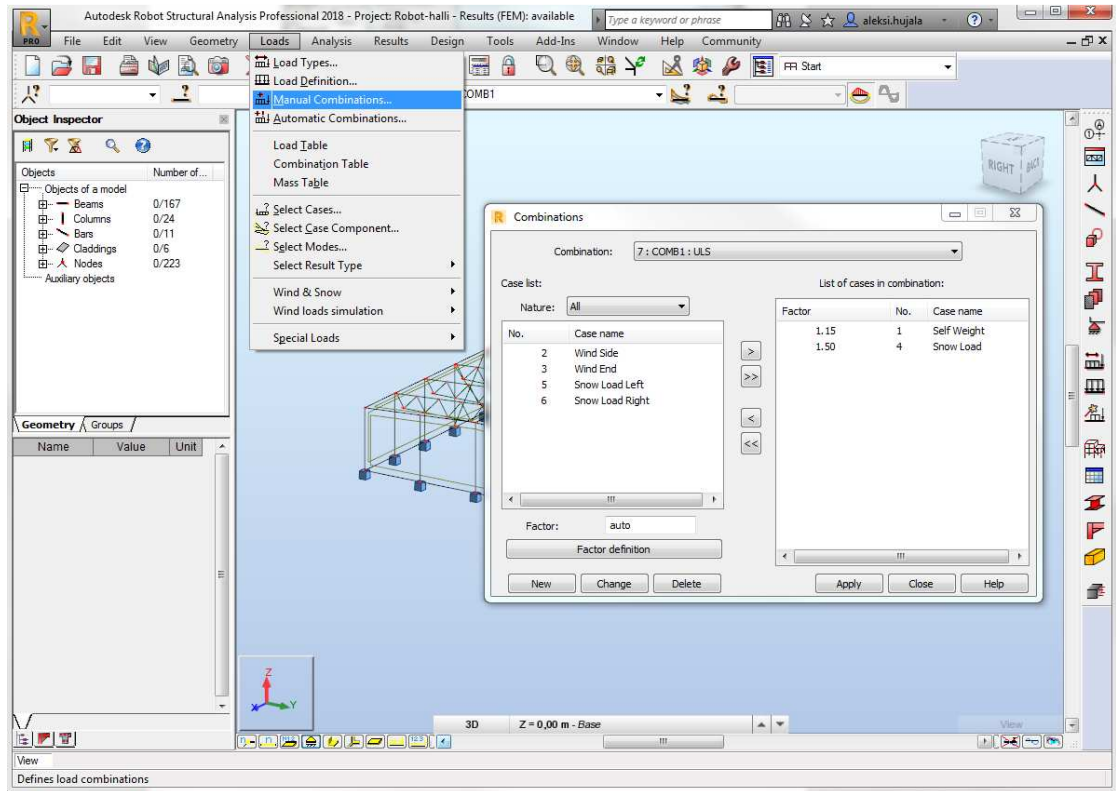 Autodesk Robot Structural Analysis Professional 2018 - Project: Robot-halli - Results (FEM): available
Type a keyword or phrase
aleksi.hujala
PRO
File Edit View Geometry Loads Analysis Results Design Tools Add-Ins Window Help Community
Start
COMB1
Load Types...
Load Definition...
Manual Combinations...
Automatic Combinations...
Load Table
Combination Table
Mass Table
Select Cases...
Select Case Component...
Select Modes...
Select Result Type
Wind & Snow
Wind loads simulation
Special Loads
Object Inspector
Objects Number of...
Objects of a model
Beams 0/167
Columns 0/24
Bars 0/11
Claddings 0/6
Nodes 0/223
Auxiliary objects
Geometry Groups
Name Value Unit
RIGHT BACK
Combinations
Combination: 7 : COMB1 : ULS
Case list:
Nature: All
No. Case name
2 Wind Side
3 Wind End
5 Snow Load Left
6 Snow Load Right
Factor: auto
Factor definition
New Change Delete
List of cases in combination:
Factor No. Case name
1.15 1 Self Weight
1.50 4 Snow Load
Apply Close Help
Z
X Y
3D Z = 0,00 m - Base
View
View
Defines load combinations